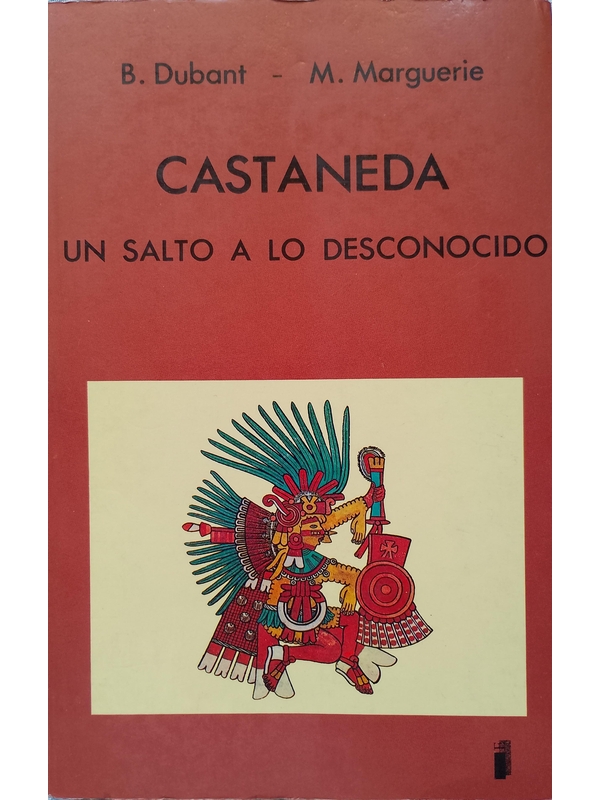 B. Dubant - M. Marguerie
CASTANEDA
UN SALTO A LO DESCONOCIDO